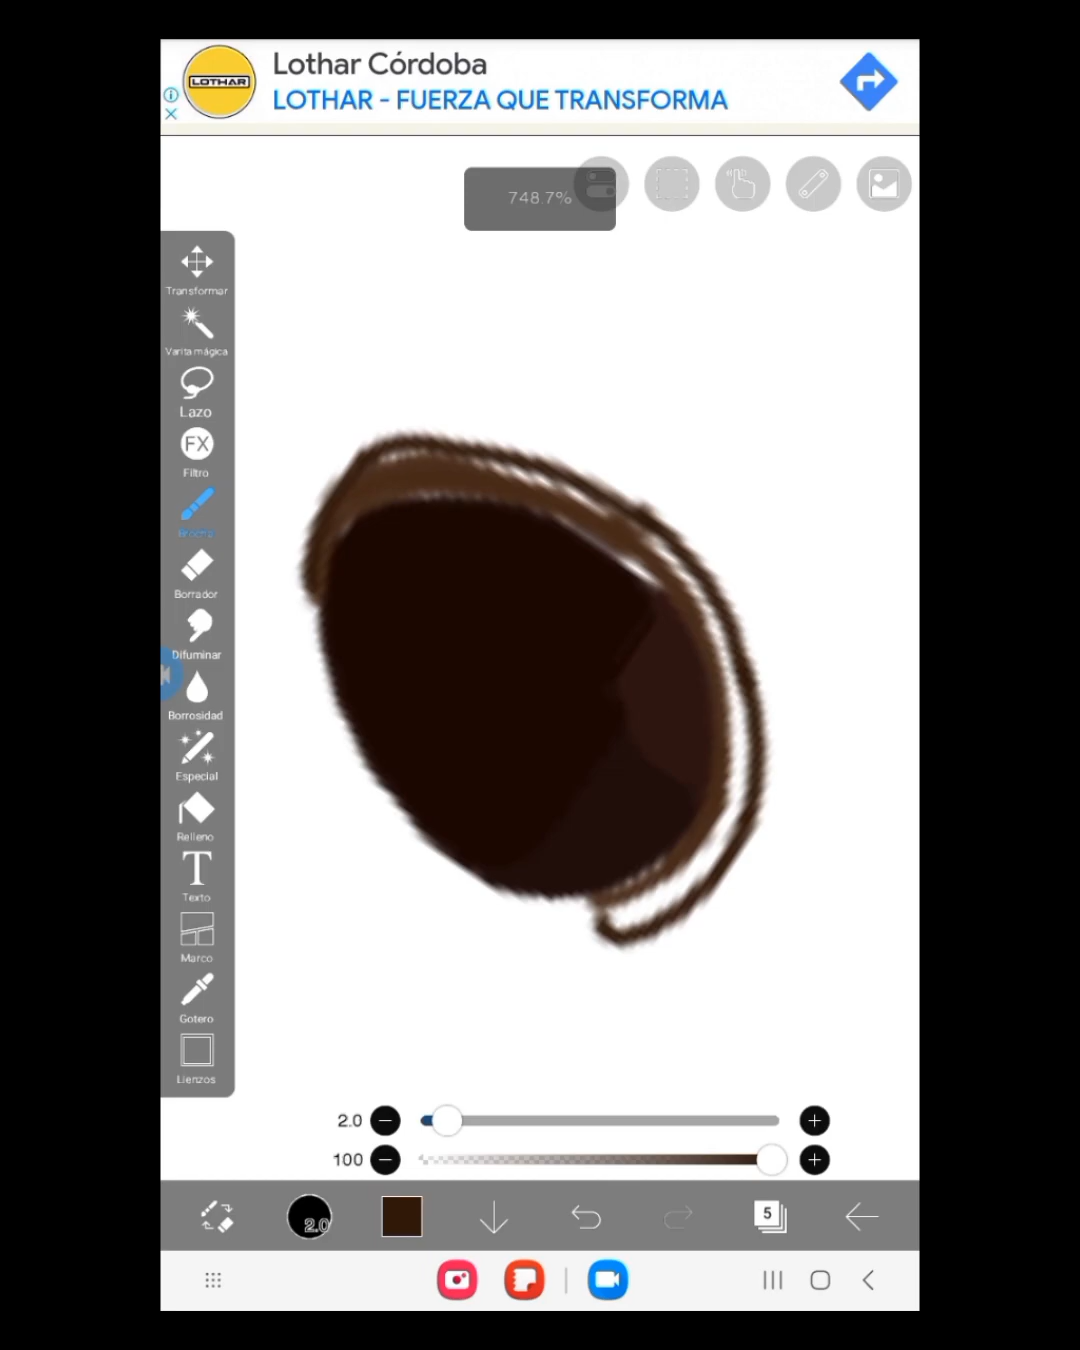 Lothar Córdoba
LOTHAR
LOTHAR - FUERZA QUE TRANSFORMA
748.7%
Transformar
Varita mágica
Lazo
FX
Filtro
Brocha
Borrador
Difuminar
Borrosidad
Especial
Relleno
T
Texto
Marco
Gotero
Lienzos
2.0
100
2.0
5